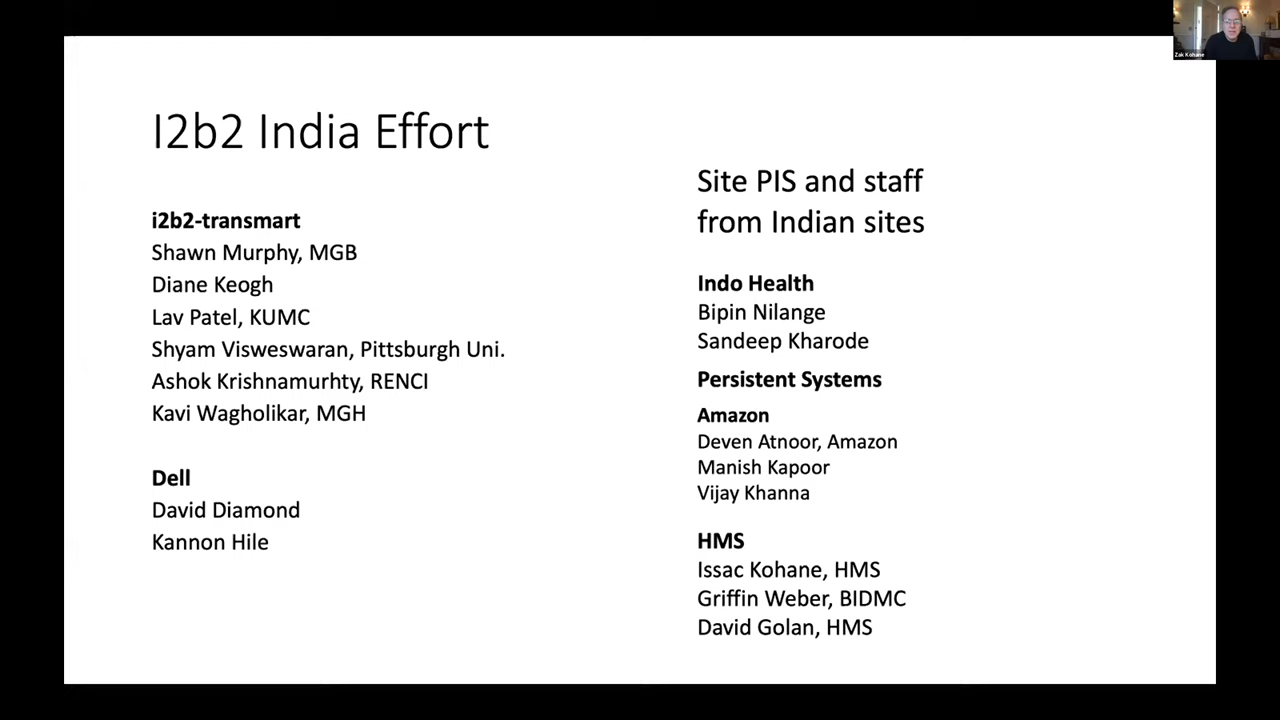 I2b2 India Effort
i2b2-transmart
Shawn Murphy, MGB
Diane Keogh
Lav Patel, KUMC
Shyam Visweswaran, Pittsburgh Uni.
Ashok Krishnamurhty, RENCI
Kavi Wagholikar, MGH
Dell
David Diamond
Kannon Hile
Site PIS and staff
from Indian sites
Indo Health
Bipin Nilange
Sandeep Kharode
Persistent Systems
Amazon
Deven Atnoor, Amazon
Manish Kapoor
Vijay Khanna
HMS
Issac Kohane, HMS
Griffin Weber, BIDMC
David Golan, HMS
Zak Kohane